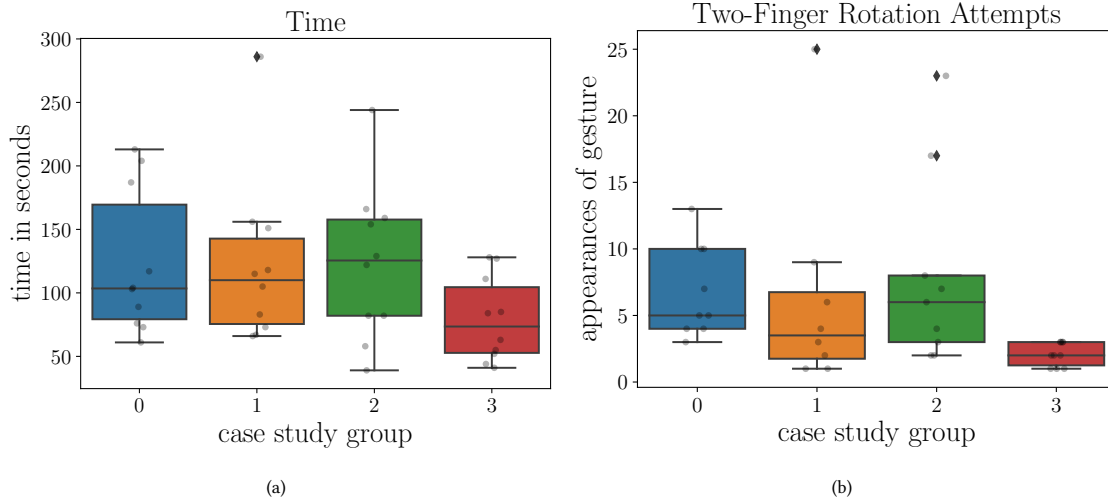 Time
300
250
200
150
100
50
time in seconds
0 1 2 3
case study group
(a)
Two-Finger Rotation Attempts
25
20
15
10
5
0
appearances of gesture
0 1 2 3
case study group
(b)